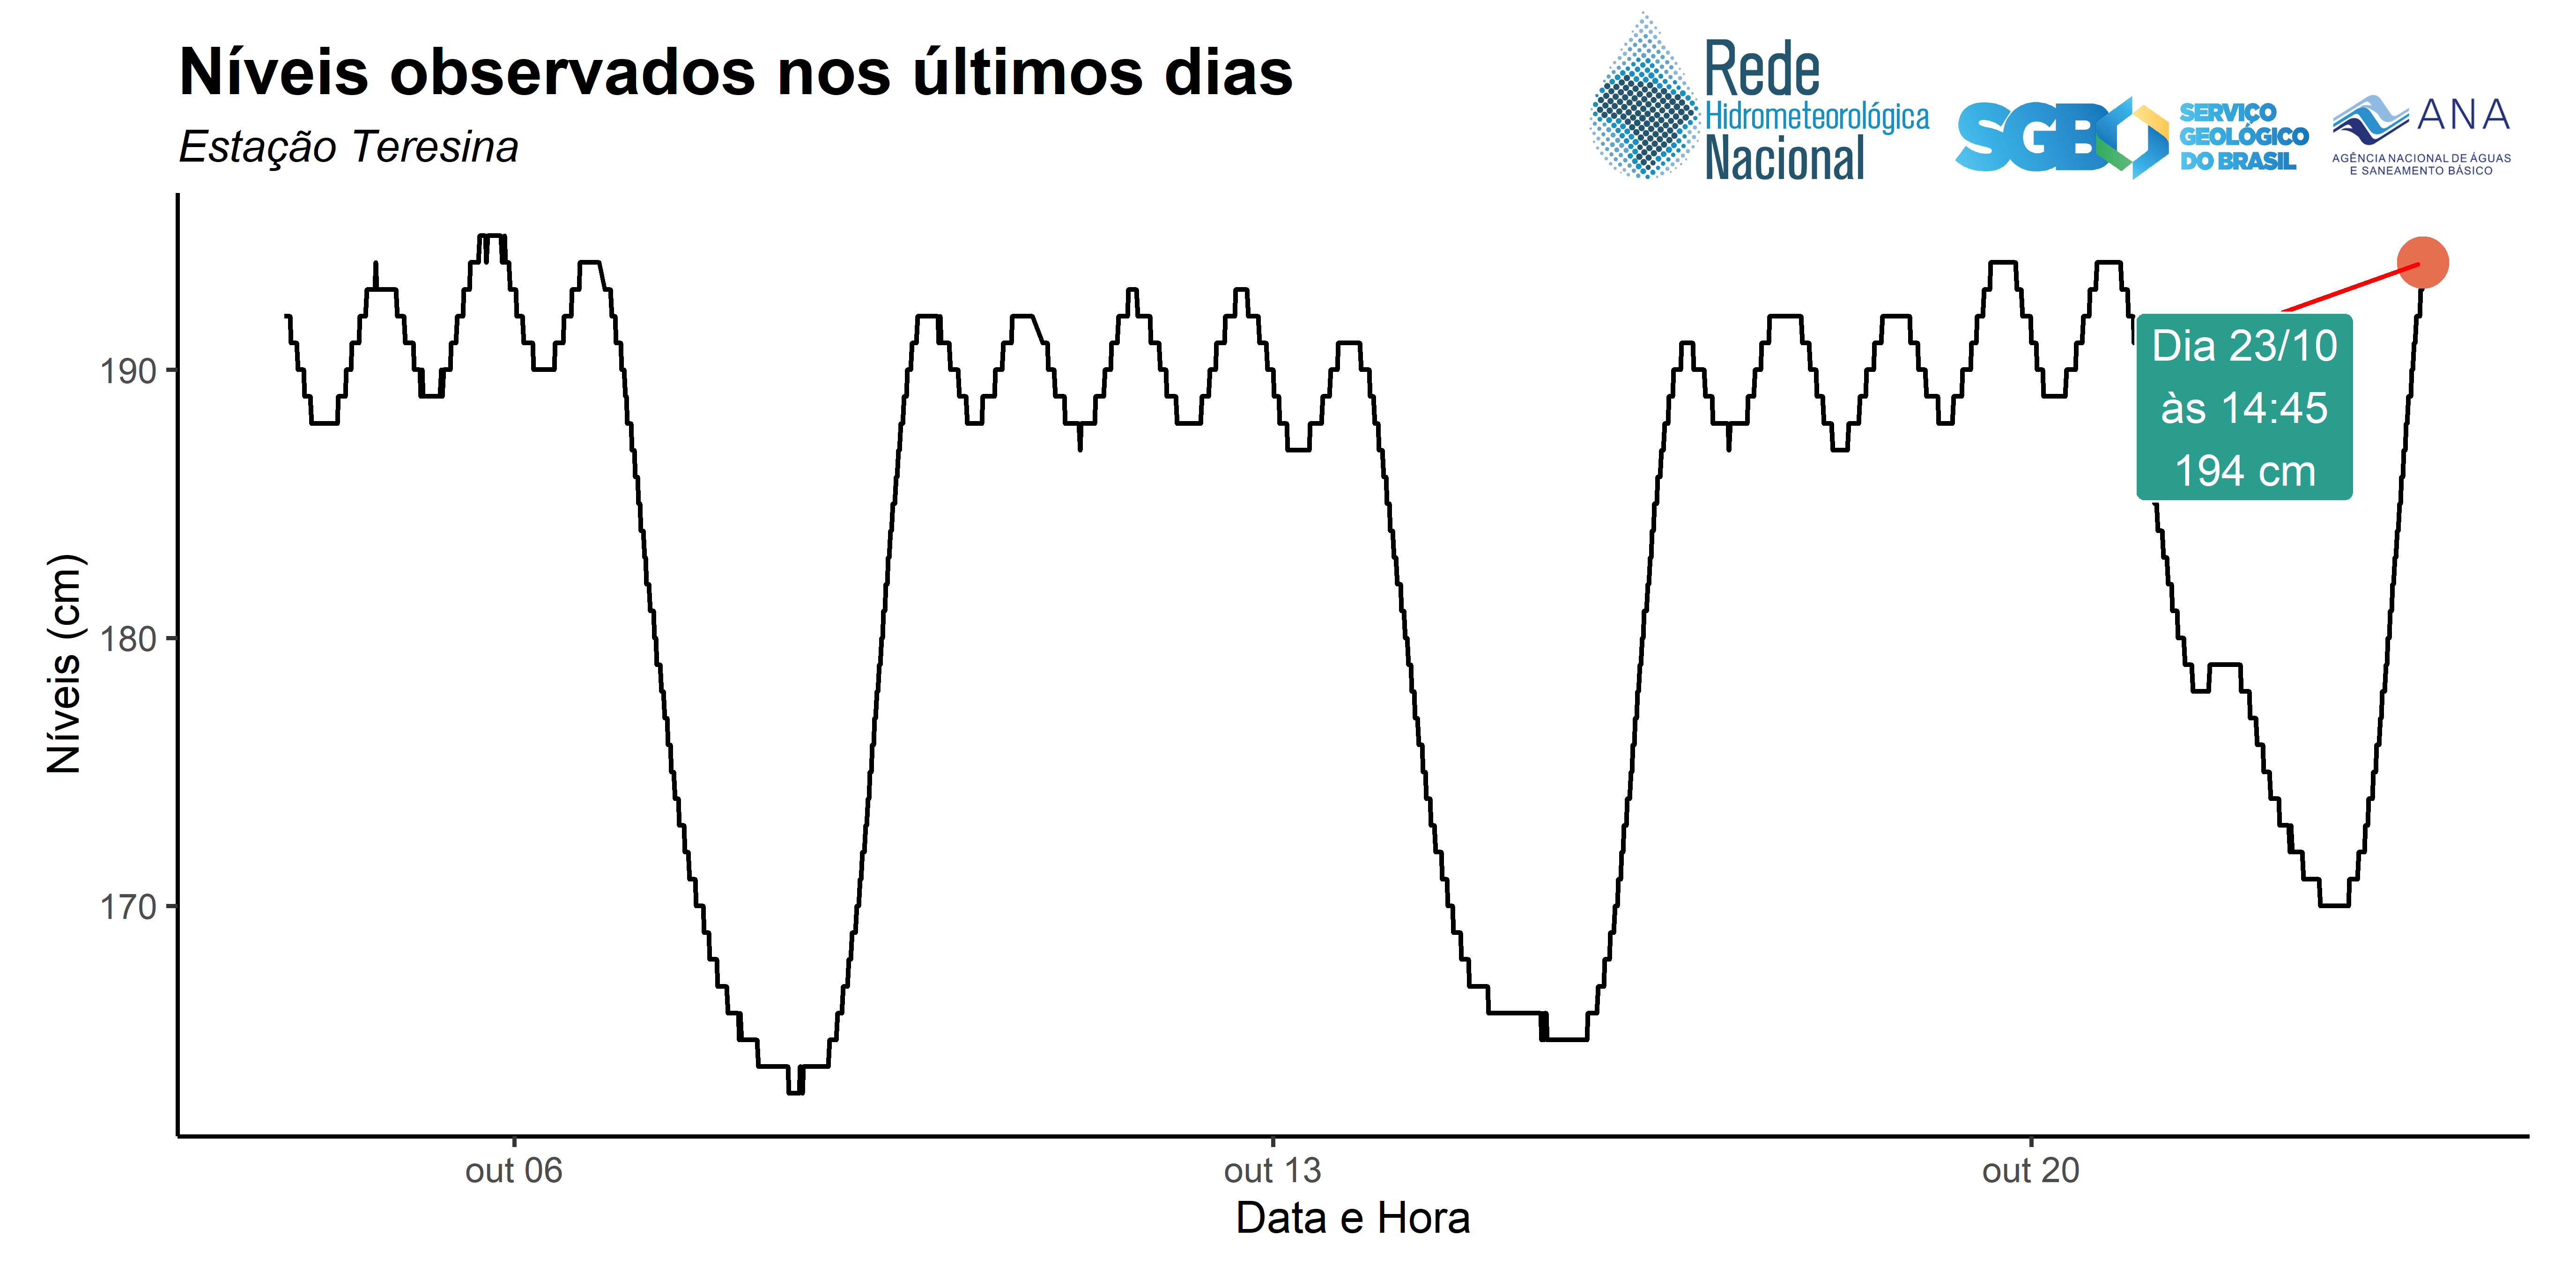 Níveis observados nos últimos dias
Estação Teresina
Rede
Hidrometeorológica
Nacional
SGB
SERVIÇO
GEOLÓGICO
DO BRASIL
ANA
AGÊNCIA NACIONAL DE ÁGUAS
E SANEAMENTO BÁSICO
Níveis (cm)
190
180
170
Dia 23/10
às 14:45
194 cm
out 06
out 13
out 20
Data e Hora